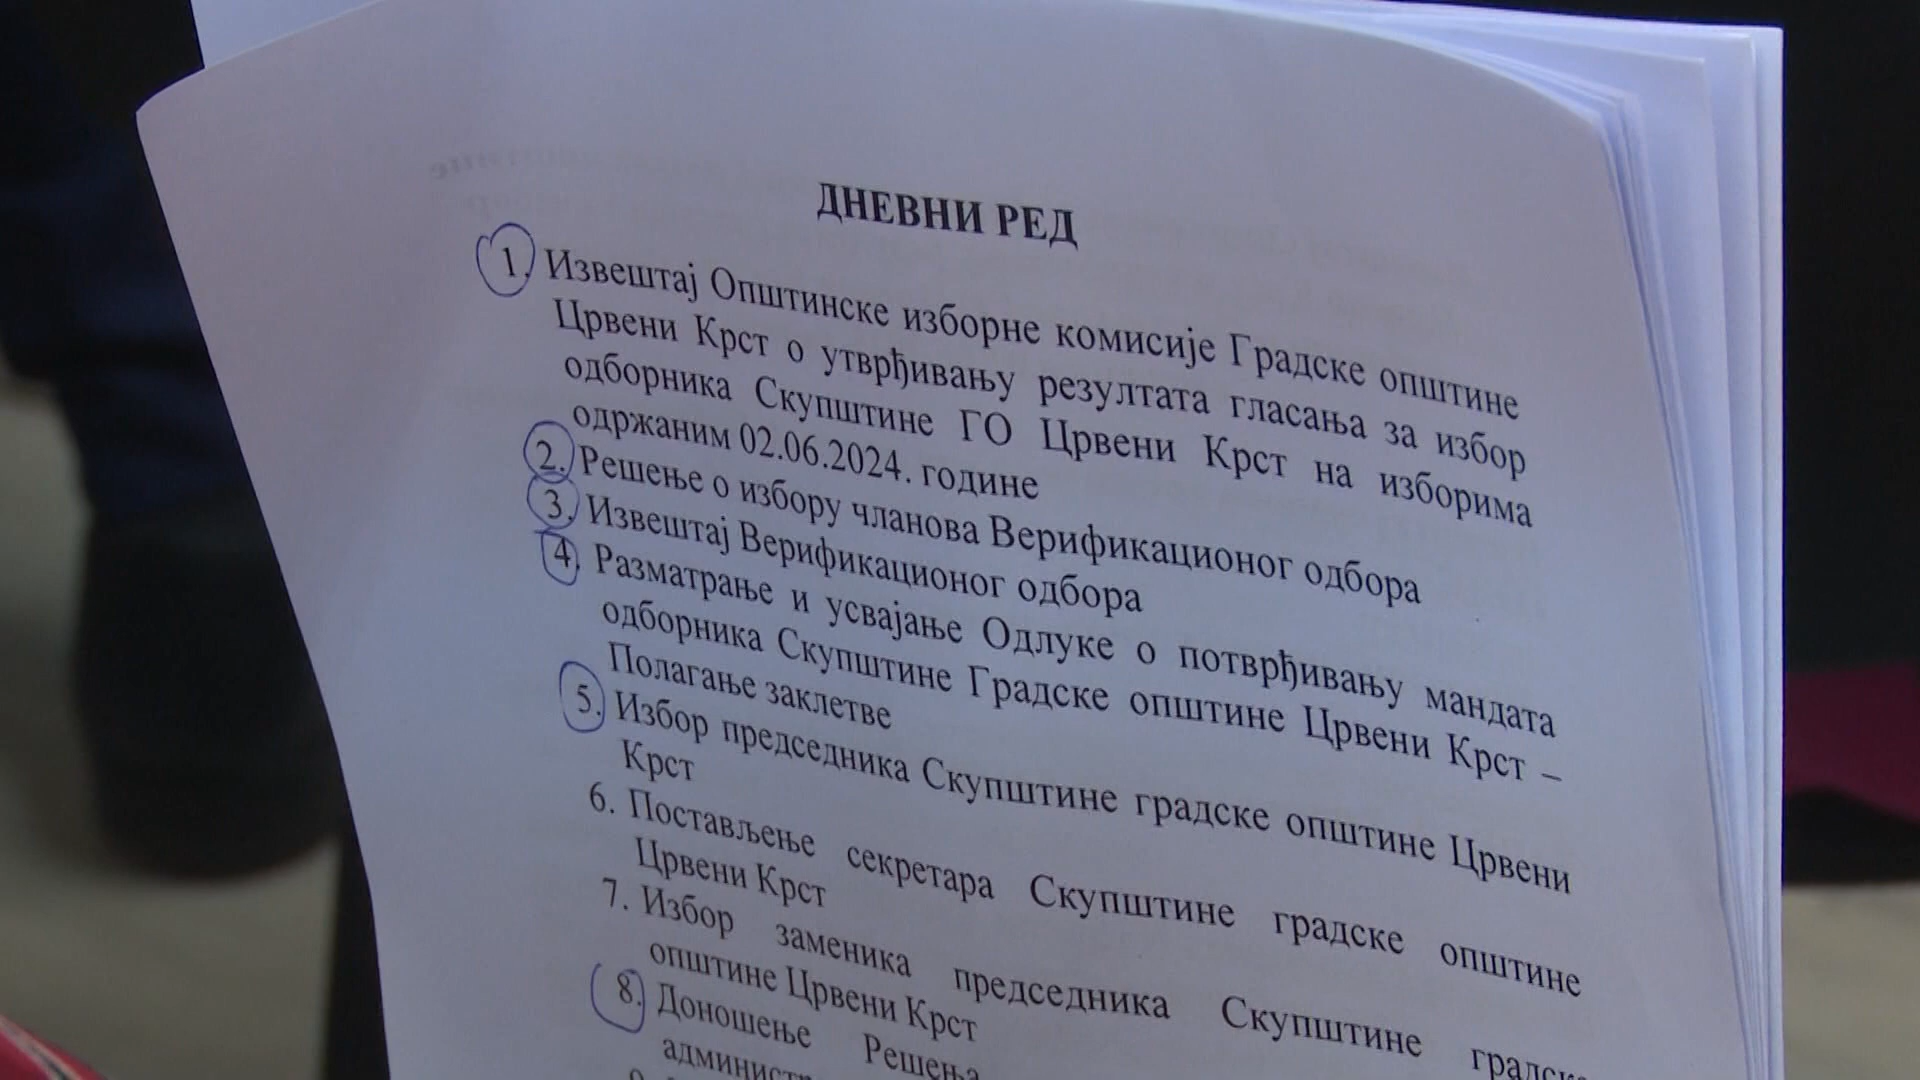 ДНЕВНИ РЕД
1. Извештај Општинске изборне комисије Градске општине
Црвени Крст о утврђивању резултата гласања за избор
одборника Скупштине ГО Црвени Крст на изборима
одржаним 02.06.2024. године
2. Решење о избору чланова Верификационог одбора
3. Извештај Верификационог одбора
4. Разматрање и усвајање Одлуке о потврђивању мандата
одборника Скупштине Градске општине Црвени Крст –
Полагање заклетве
5. Избор председника Скупштине градске општине Црвени
Крст
6. Постављење секретара Скупштине градске општине
Црвени Крст
7. Избор заменика председника Скупштине градске
општине Црвени Крст
8. Доношење Решења